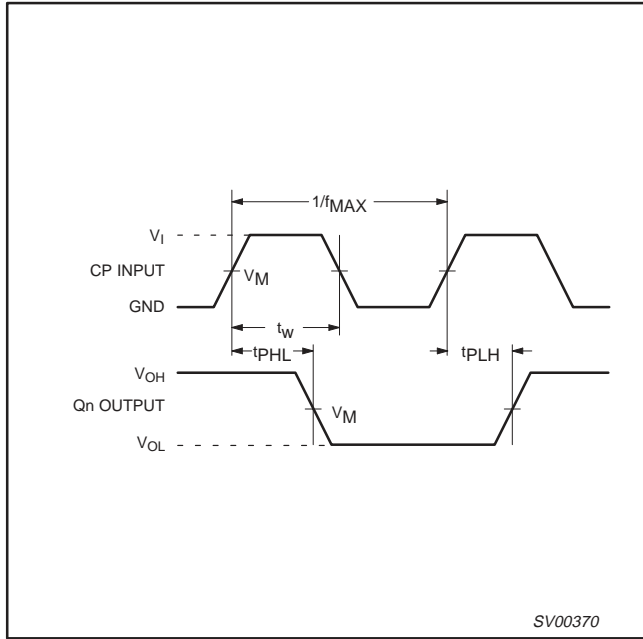 1/fMAX
VI
CP INPUT
VM
GND
tW
tPHL
tPLH
VOH
Qn OUTPUT
VM
VOL
SV00370